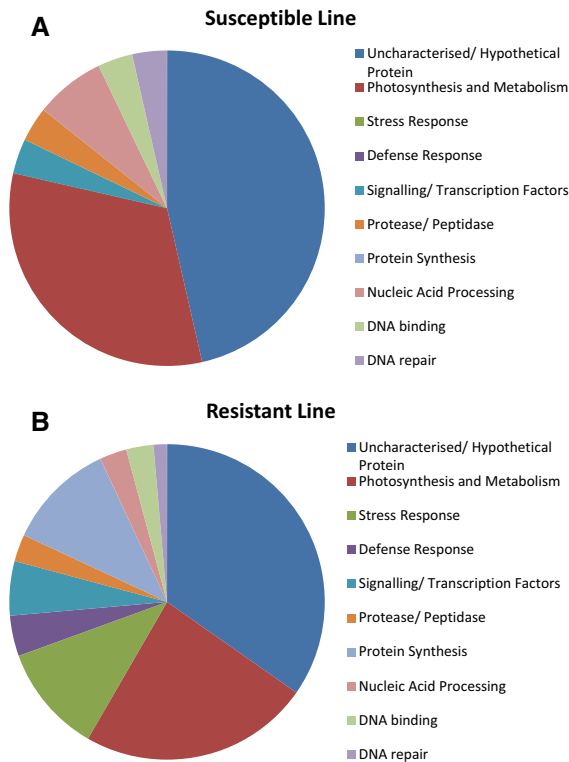 A
Susceptible Line
Uncharacterised/ Hypothetical
Protein
Photosynthesis and Metabolism
Stress Response
Defense Response
Signalling/ Transcription Factors
Protease/ Peptidase
Protein Synthesis
Nucleic Acid Processing
DNA binding
DNA repair
B
Resistant Line
Uncharacterised/ Hypothetical
Protein
Photosynthesis and Metabolism
Stress Response
Defense Response
Signalling/ Transcription Factors
Protease/ Peptidase
Protein Synthesis
Nucleic Acid Processing
DNA binding
DNA repair